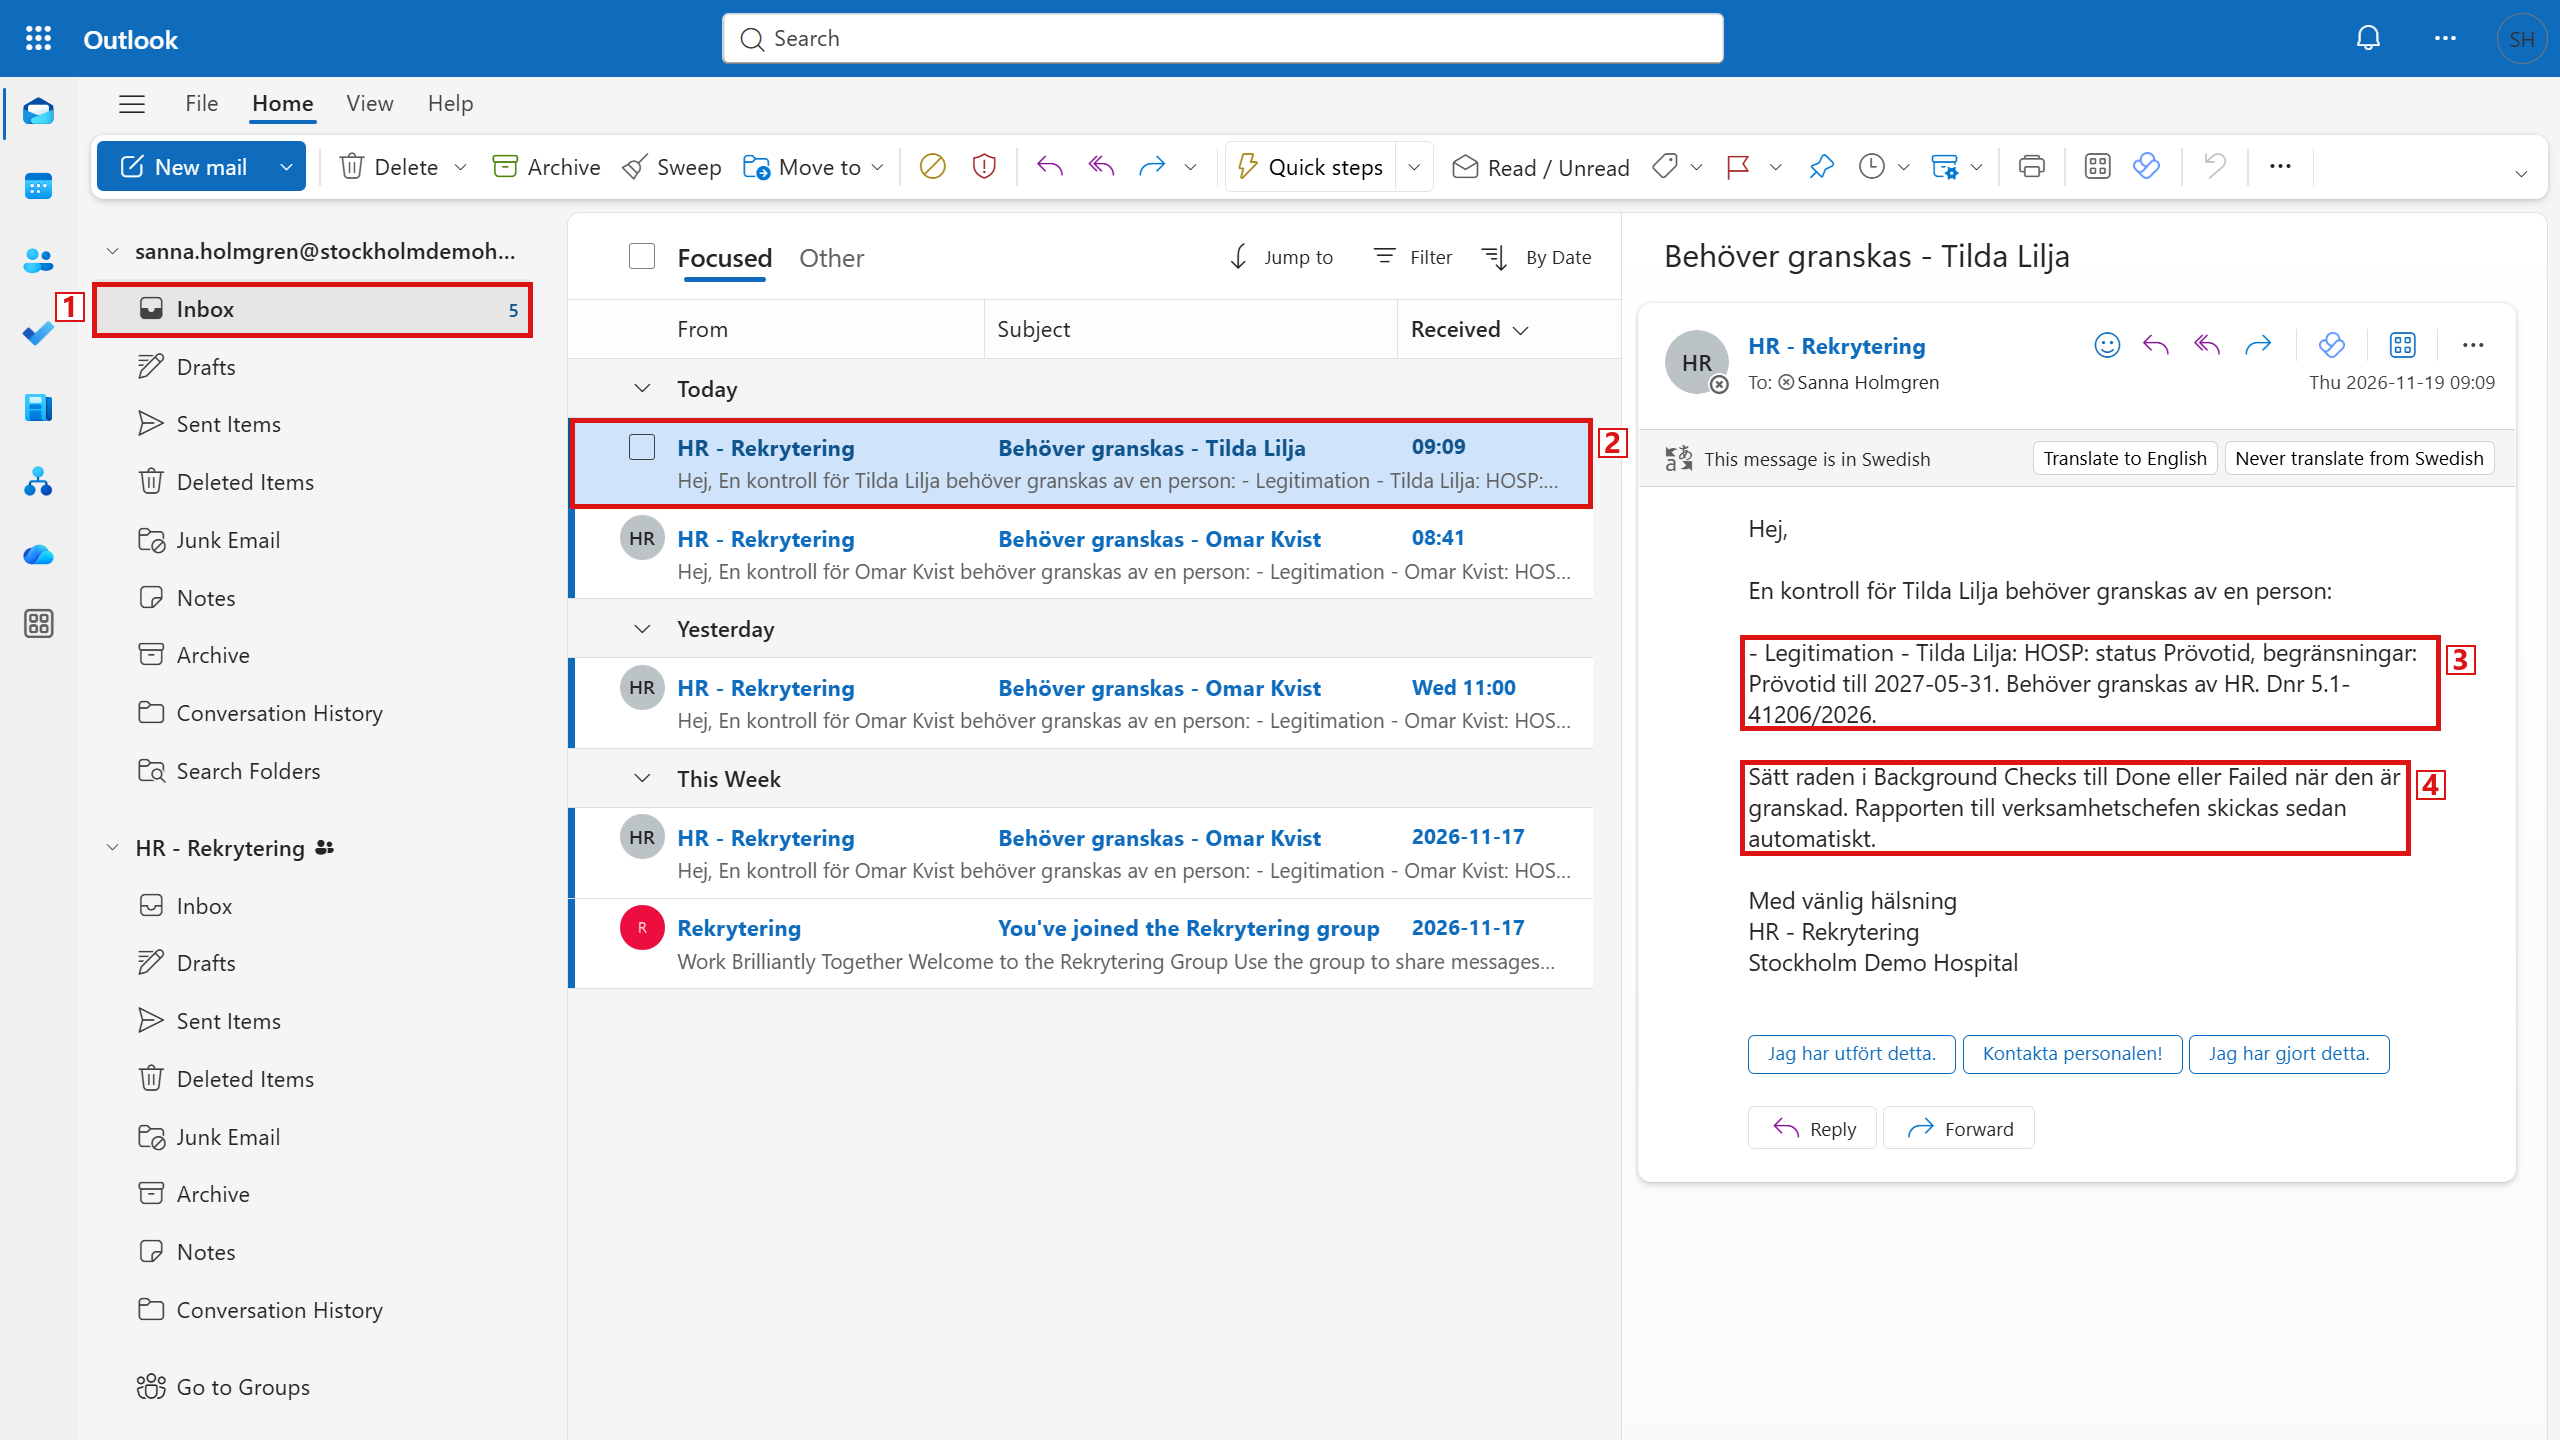 Outlook
Search
SH
File Home View Help
New mail Delete Archive Sweep Move to Quick steps Read / Unread
sanna.holmgren@stockholmdemoh...
1
Inbox 5
Drafts
Sent Items
Deleted Items
Junk Email
Notes
Archive
Conversation History
Search Folders
HR - Rekrytering
Inbox
Drafts
Sent Items
Deleted Items
Junk Email
Archive
Notes
Conversation History
Go to Groups
Focused Other Jump to Filter By Date
From Subject Received
Today
HR - Rekrytering Behöver granskas - Tilda Lilja 09:09
Hej, En kontroll för Tilda Lilja behöver granskas av en person: - Legitimation - Tilda Lilja: HOSP:...
2
HR HR - Rekrytering Behöver granskas - Omar Kvist 08:41
Hej, En kontroll för Omar Kvist behöver granskas av en person: - Legitimation - Omar Kvist: HOS...
Yesterday
HR HR - Rekrytering Behöver granskas - Omar Kvist Wed 11:00
Hej, En kontroll för Omar Kvist behöver granskas av en person: - Legitimation - Omar Kvist: HOS...
This Week
HR HR - Rekrytering Behöver granskas - Omar Kvist 2026-11-17
Hej, En kontroll för Omar Kvist behöver granskas av en person: - Legitimation - Omar Kvist: HOS...
R Rekrytering You've joined the Rekrytering group 2026-11-17
Work Brilliantly Together Welcome to the Rekrytering Group Use the group to share messages...
Behöver granskas - Tilda Lilja
HR HR - Rekrytering
To: Sanna Holmgren Thu 2026-11-19 09:09
This message is in Swedish Translate to English Never translate from Swedish
Hej,
En kontroll för Tilda Lilja behöver granskas av en person:
- Legitimation - Tilda Lilja: HOSP: status Prövotid, begränsningar:
Prövotid till 2027-05-31. Behöver granskas av HR. Dnr 5.1-
41206/2026.
3
Sätt raden i Background Checks till Done eller Failed när den är
granskad. Rapporten till verksamhetschefen skickas sedan
automatiskt.
4
Med vänlig hälsning
HR - Rekrytering
Stockholm Demo Hospital
Jag har utfört detta. Kontakta personalen! Jag har gjort detta.
Reply Forward